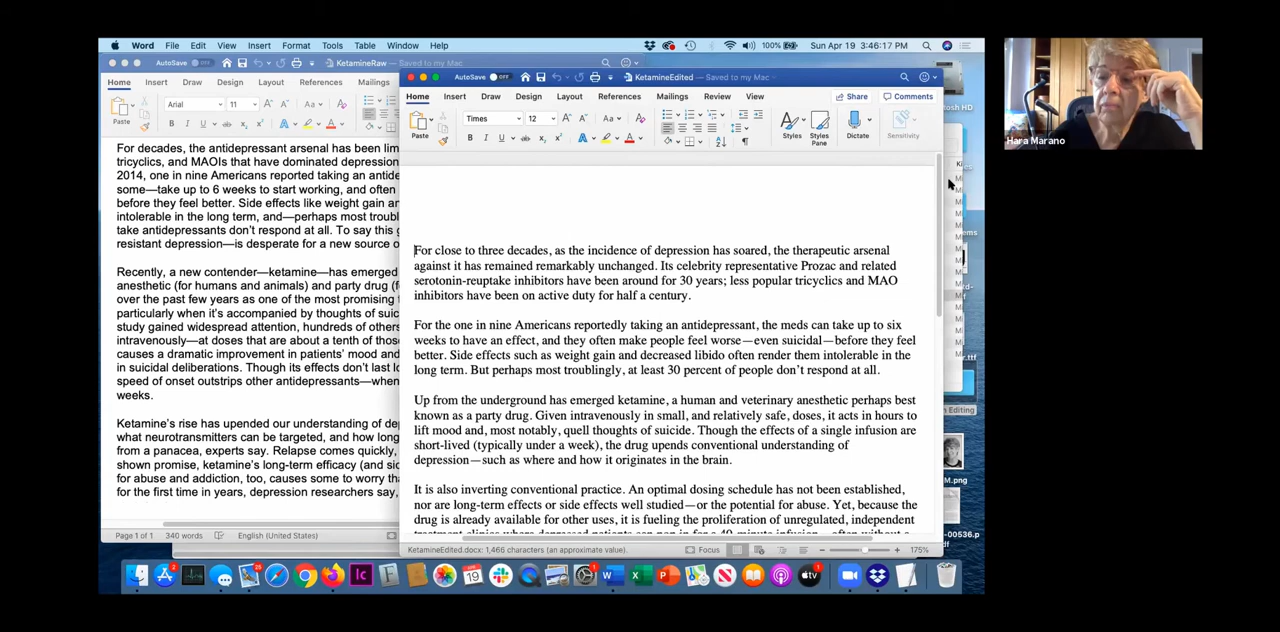 Word File Edit View Insert Format Tools Table Window Help
100% Sun Apr 19 3:46:17 PM
AutoSave OFF KetamineRaw — Saved to my Mac
Home Insert Draw Design Layout References Mailings
Paste
Arial 11
For decades, the antidepressant arsenal has been lim
tricyclics, and MAOIs that have dominated depression
2014, one in nine Americans reported taking an antide
some—take up to 6 weeks to start working, and often
before they feel better. Side effects like weight gain and
intolerable in the long term, and—perhaps most troubl
take antidepressants don't respond at all. To say this g
resistant depression—is desperate for a new source o
Recently, a new contender—ketamine—has emerged
anesthetic (for humans and animals) and party drug (f
over the past few years as one of the most promising
particularly when it's accompanied by thoughts of suic
study gained widespread attention, hundreds of others
intravenously—at doses that are about a tenth of those
causes a dramatic improvement in patients' mood and
in suicidal deliberations. Though its effects don't last lo
speed of onset outstrips other antidepressants—when
weeks.
Ketamine's rise has upended our understanding of dep
what neurotransmitters can be targeted, and how long
from a panacea, experts say. Relapse comes quickly,
shown promise, ketamine's long-term efficacy (and sid
for abuse and addiction, too, causes some to worry tha
for the first time in years, depression researchers say,
Page 1 of 1 340 words English (United States)
AutoSave OFF KetamineEdited — Saved to my Mac
Home Insert Draw Design Layout References Mailings Review View Share Comments
Paste
Times 12
Styles Styles Pane Dictate Sensitivity
For close to three decades, as the incidence of depression has soared, the therapeutic arsenal
against it has remained remarkably unchanged. Its celebrity representative Prozac and related
serotonin-reuptake inhibitors have been around for 30 years; less popular tricyclics and MAO
inhibitors have been on active duty for half a century.
For the one in nine Americans reportedly taking an antidepressant, the meds can take up to six
weeks to have an effect, and they often make people feel worse—even suicidal—before they feel
better. Side effects such as weight gain and decreased libido often render them intolerable in the
long term. But perhaps most troublingly, at least 30 percent of people don't respond at all.
Up from the underground has emerged ketamine, a human and veterinary anesthetic perhaps best
known as a party drug. Given intravenously in small, and relatively safe, doses, it acts in hours to
lift mood and, most notably, quell thoughts of suicide. Though the effects of a single infusion are
short-lived (typically under a week), the drug upends conventional understanding of
depression—such as where and how it originates in the brain.
It is also inverting conventional practice. An optimal dosing schedule has not been established,
nor are long-term effects or side effects well studied—or the potential for abuse. Yet, because the
drug is already available for other uses, it is fueling the proliferation of unregulated, independent
KetamineEdited.docx: 1,466 characters (an approximate value). Focus 175%
Hara Marano